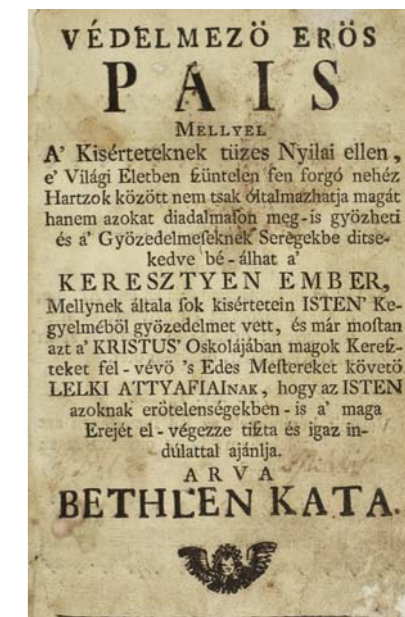 VÉDELMEZÖ ERÖS
PAIS
MELLYEL
A' Kisérteteknek tüzes Nyilai ellen,
e' Világi Eletben ſzüntelen fen forgó nehéz
Hartzok között nem tsak óltalmazhatja magát
hanem azokat diadalmaſon meg-is gyözheti
és a' Gyözedelmeſeknek Seregekbe ditse-
kedve bé-álhat a'
KERESZTYEN EMBER,
Mellynek általa ſok kisértetein ISTEN' Ke-
gyelméböl gyözedelmet vett, és már moſtan
azt a' KRISTUS' Oskolájában magok Kereſz-
teket fel-vévö 's Edes Meſtereket követö
LELKI ATTYAFIAINAK, hogy az ISTEN
azoknak erötelenségekben-is a' maga
Erejét el-végezze tiſzta és igaz in-
dúlattal ajánlja.
ARVA
BETHLEN KATA.